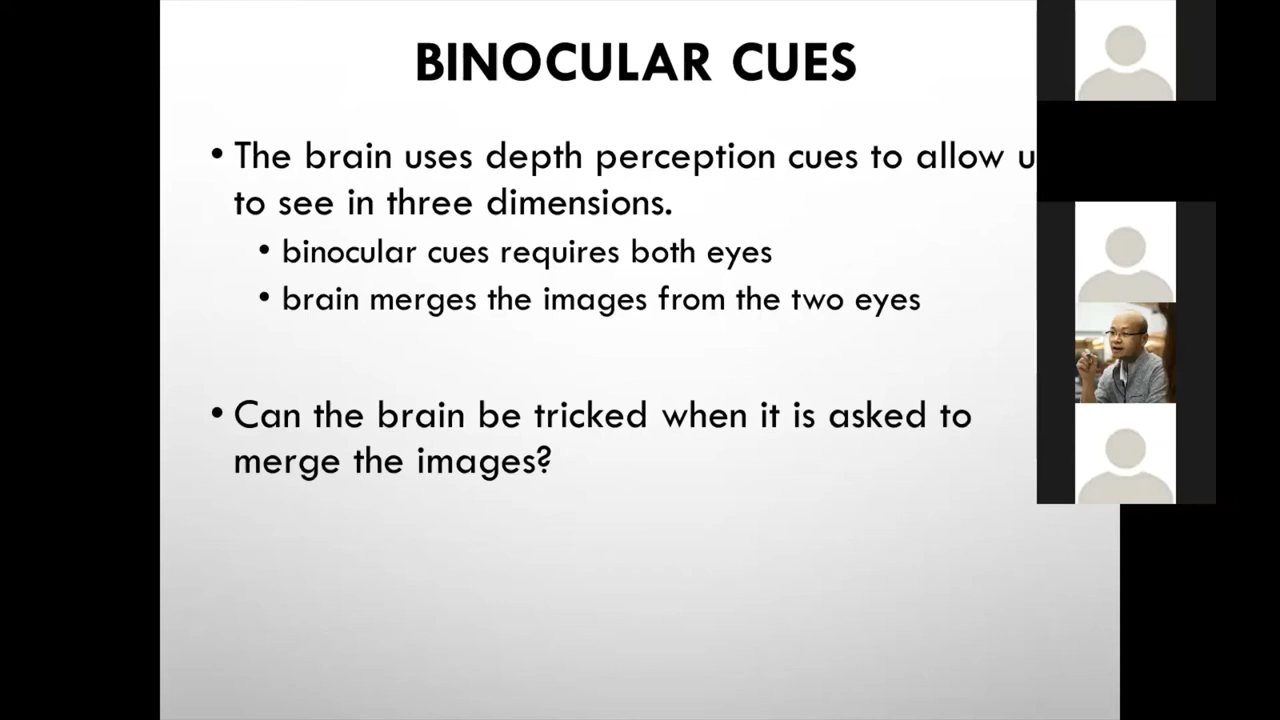 BINOCULAR CUES
• The brain uses depth perception cues to allow u
to see in three dimensions.
• binocular cues requires both eyes
• brain merges the images from the two eyes
• Can the brain be tricked when it is asked to
merge the images?